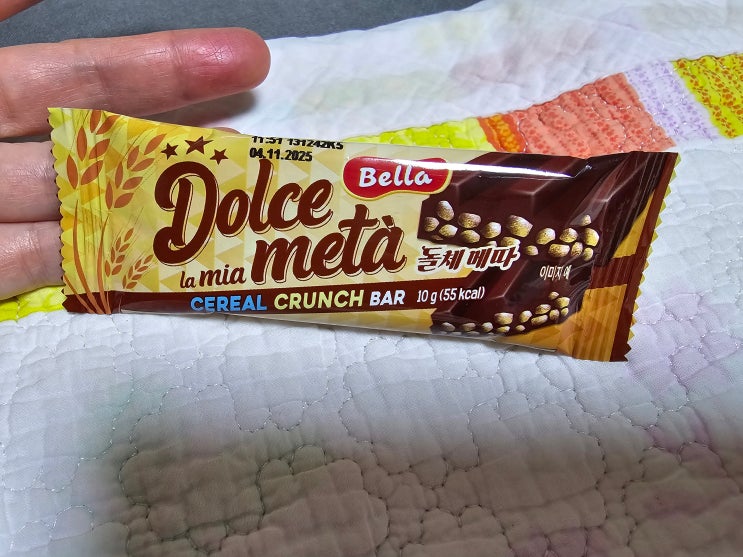 11:51 131242K5
04.11.2025
Bella
Dolce
la mia metà
돌체 메따
이미지 예
CEREAL CRUNCH BAR 10 g (55 kcal)